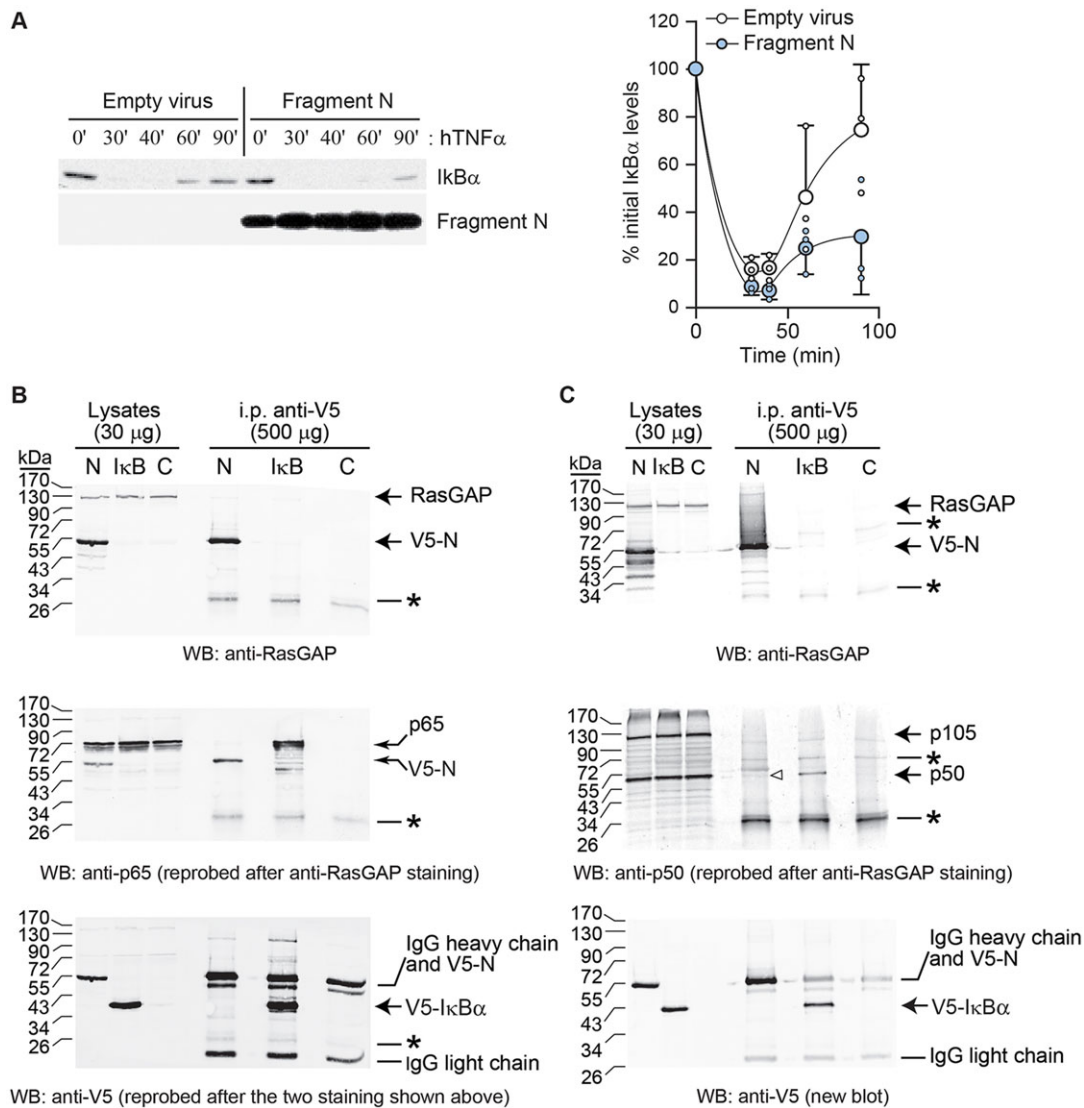 A
Empty virus
Fragment N
0' 30' 40' 60' 90' 0' 30' 40' 60' 90' : hTNFα
IkBα
Fragment N
Empty virus
Fragment N
% initial IκBα levels
120
100
80
60
40
20
0
0 50 100
Time (min)
B
Lysates
(30 µg)
i.p. anti-V5
(500 µg)
kDa
N IκB C N IκB C
170
130
90
72
55
43
34
26
RasGAP
V5-N
*
WB: anti-RasGAP
170
130
90
72
55
43
34
26
p65
V5-N
*
WB: anti-p65 (reprobed after anti-RasGAP staining)
170
130
90
72
55
43
34
26
IgG heavy chain
and V5-N
V5-IκBα
*
IgG light chain
WB: anti-V5 (reprobed after the two staining shown above)
C
Lysates
(30 µg)
i.p. anti-V5
(500 µg)
kDa
N IκB C N IκB C
170
130
90
72
55
43
34
RasGAP
*
V5-N
*
WB: anti-RasGAP
170
130
90
72
55
43
34
26
p105
*
p50
*
WB: anti-p50 (reprobed after anti-RasGAP staining)
170
130
90
72
55
43
34
26
IgG heavy chain
and V5-N
V5-IκBα
IgG light chain
WB: anti-V5 (new blot)